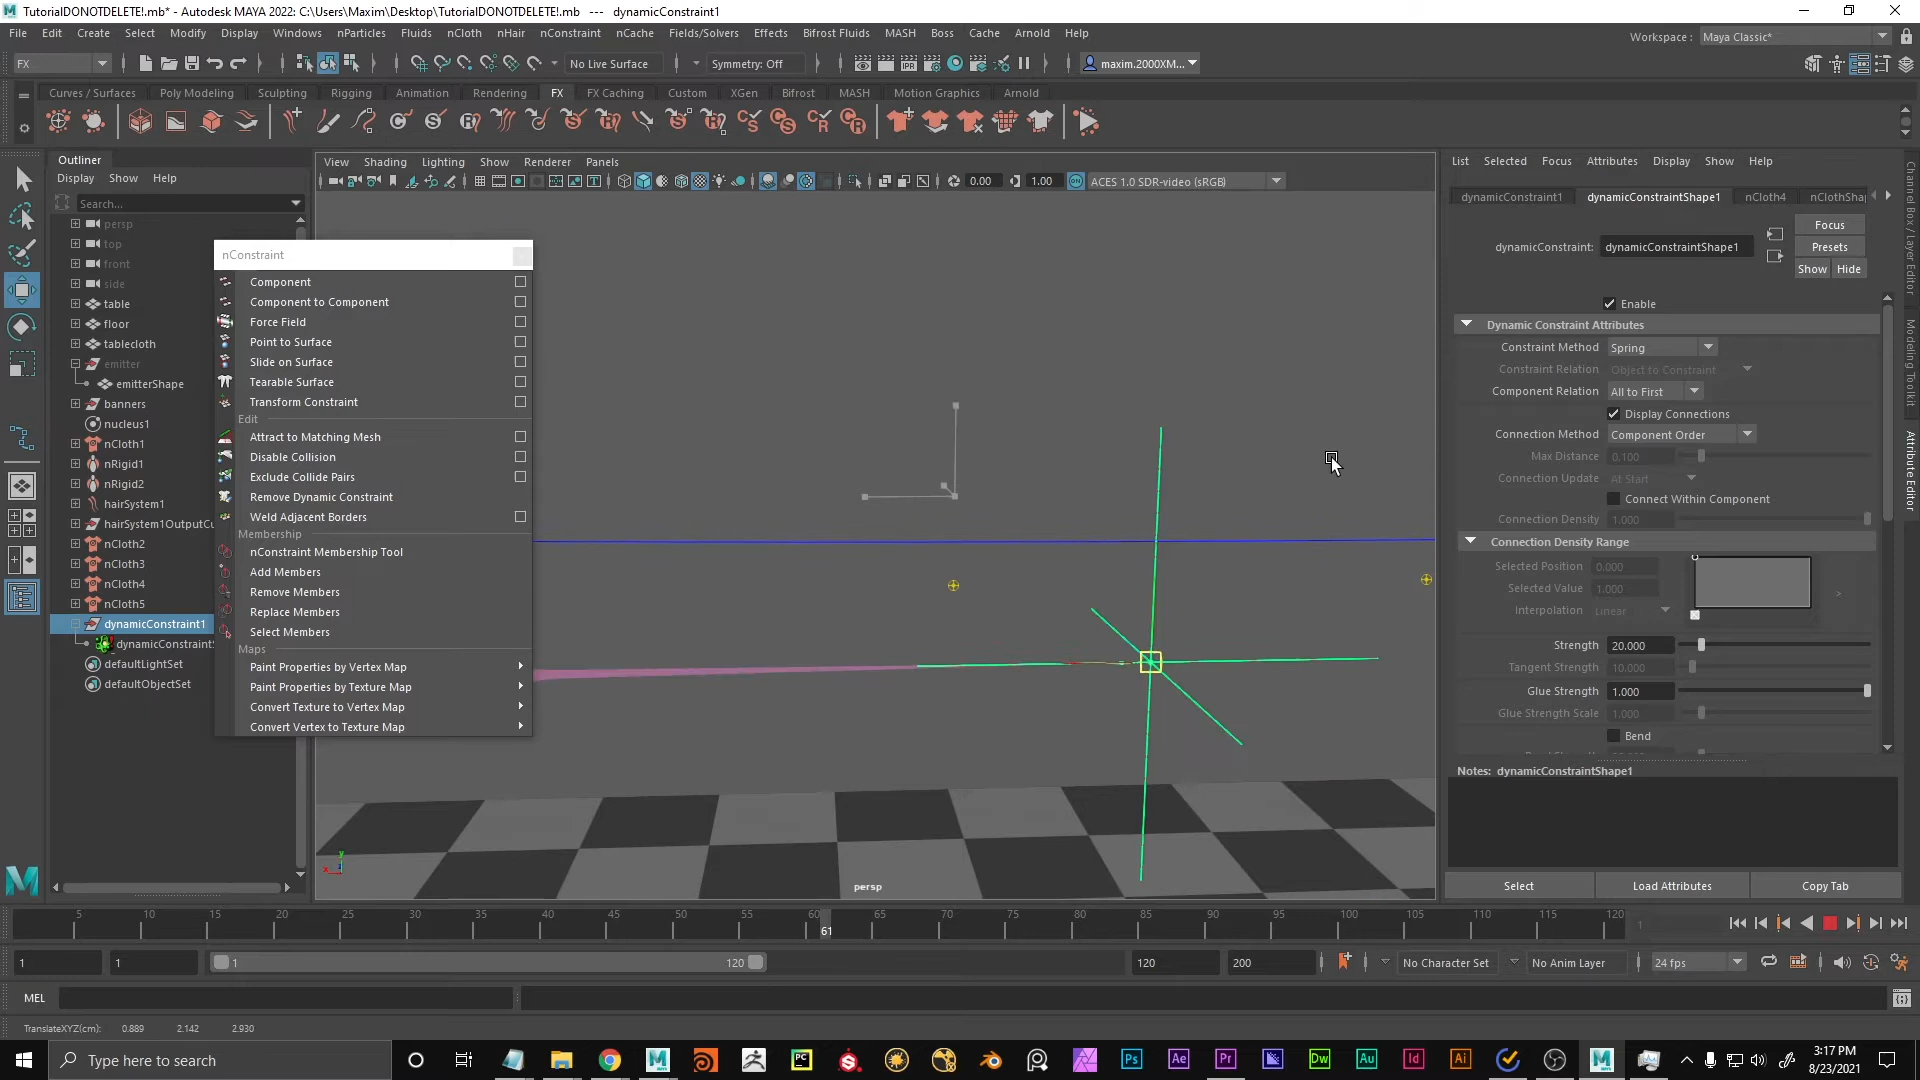 TutorialDONOTDELETE!.mb* - Autodesk MAYA 2022: C:\Users\Maxim\Desktop\TutorialDONOTDELETE!.mb --- dynamicConstraint1
File Edit Create Select Modify Display Windows nParticles Fluids nCloth nHair nConstraint nCache Fields/Solvers Effects Bifrost Fluids MASH Boss Cache Arnold Help
Workspace : Maya Classic*
FX No Live Surface Symmetry: Off maxim.2000XM...
Curves / Surfaces Poly Modeling Sculpting Rigging Animation Rendering FX FX Caching Custom XGen Bifrost MASH Motion Graphics Arnold
Outliner
Display Show Help
Search...
persp
top
front
side
table
floor
tablecloth
emitter
emitterShape
banners
nucleus1
nCloth1
nRigid1
nRigid2
hairSystem1
hairSystem1OutputCu
nCloth2
nCloth3
nCloth4
nCloth5
dynamicConstraint1
dynamicConstraintS
defaultLightSet
defaultObjectSet
nConstraint
Component
Component to Component
Force Field
Point to Surface
Slide on Surface
Tearable Surface
Transform Constraint
Edit
Attract to Matching Mesh
Disable Collision
Exclude Collide Pairs
Remove Dynamic Constraint
Weld Adjacent Borders
Membership
nConstraint Membership Tool
Add Members
Remove Members
Replace Members
Select Members
Maps
Paint Properties by Vertex Map
Paint Properties by Texture Map
Convert Texture to Vertex Map
Convert Vertex to Texture Map
View Shading Lighting Show Renderer Panels
0.00 1.00 ACES 1.0 SDR-video (sRGB)
persp
List Selected Focus Attributes Display Show Help
dynamicConstraint1 dynamicConstraintShape1 nCloth4 nClothShap
dynamicConstraint: dynamicConstraintShape1
Focus
Presets
Show Hide
Enable
Dynamic Constraint Attributes
Constraint Method Spring
Constraint Relation Object to Constraint
Component Relation All to First
Display Connections
Connection Method Component Order
Max Distance 0.100
Connection Update At Start
Connect Within Component
Connection Density 1.000
Connection Density Range
Selected Position 0.000
Selected Value 1.000
Interpolation Linear
Strength 20.000
Tangent Strength 10.000
Glue Strength 1.000
Glue Strength Scale 1.000
Bend
Notes: dynamicConstraintShape1
Select Load Attributes Copy Tab
Channel Box / Layer Editor
Modeling Toolkit
Attribute Editor
5 10 15 20 25 30 35 40 45 50 55 60 65 70 75 80 85 90 95 100 105 110 115 120
61
1
1 1 1 120 120 200 No Character Set No Anim Layer 24 fps
MEL
TranslateXYZ(cm): 0.889 2.142 2.930
Type here to search
Ps Ae Pr Dw Au Id Ai
3:17 PM
8/23/2021